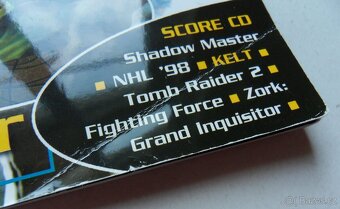 SCORE CD
Shadow Master
■ NHL '98 ■ KELT ■
Tomb Raider 2 ■
Fighting Force ■ Zork:
Grand Inquisitor ■
r